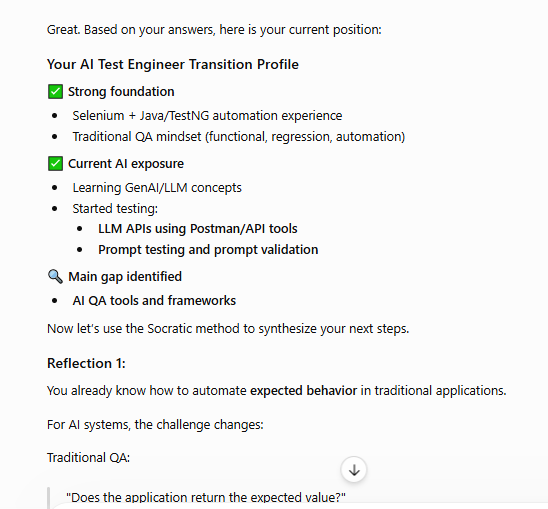 Great. Based on your answers, here is your current position:
Your AI Test Engineer Transition Profile
✅ Strong foundation
• Selenium + Java/TestNG automation experience
• Traditional QA mindset (functional, regression, automation)
✅ Current AI exposure
• Learning GenAI/LLM concepts
• Started testing:
• LLM APIs using Postman/API tools
• Prompt testing and prompt validation
🔍 Main gap identified
• AI QA tools and frameworks
Now let's use the Socratic method to synthesize your next steps.
Reflection 1:
You already know how to automate expected behavior in traditional applications.
For AI systems, the challenge changes:
Traditional QA:
"Does the application return the expected value?"